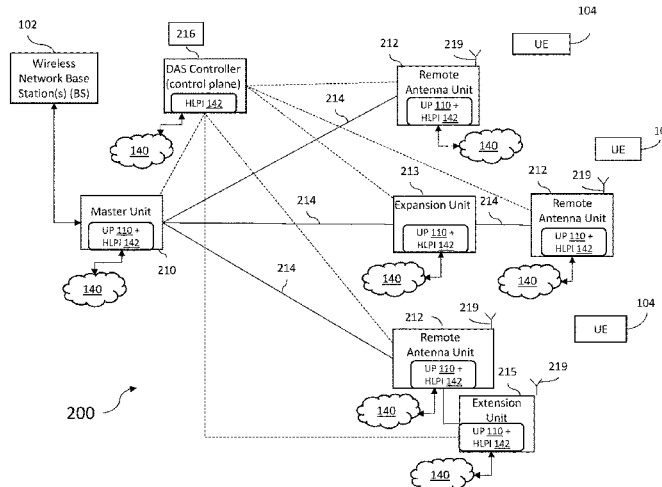 102
216
104
Wireless
Network Base
Station(s) (BS)
DAS Controller
(control plane)
HLPI 142
140
212
219
Remote
Antenna Unit
UP 110 +
HLPI 142
140
UE
214
UE
213
Expansion Unit
UP 110 +
HLPI 142
140
214
214
212
219
Remote
Antenna Unit
UP 110 +
HLPI 142
140
Master Unit
UP 110 +
HLPI 142
210
140
214
212
219
Remote
Antenna Unit
UP 110 +
HLPI 142
140
104
UE
215
219
Extension
Unit
UP 110 +
HLPI 142
140
200